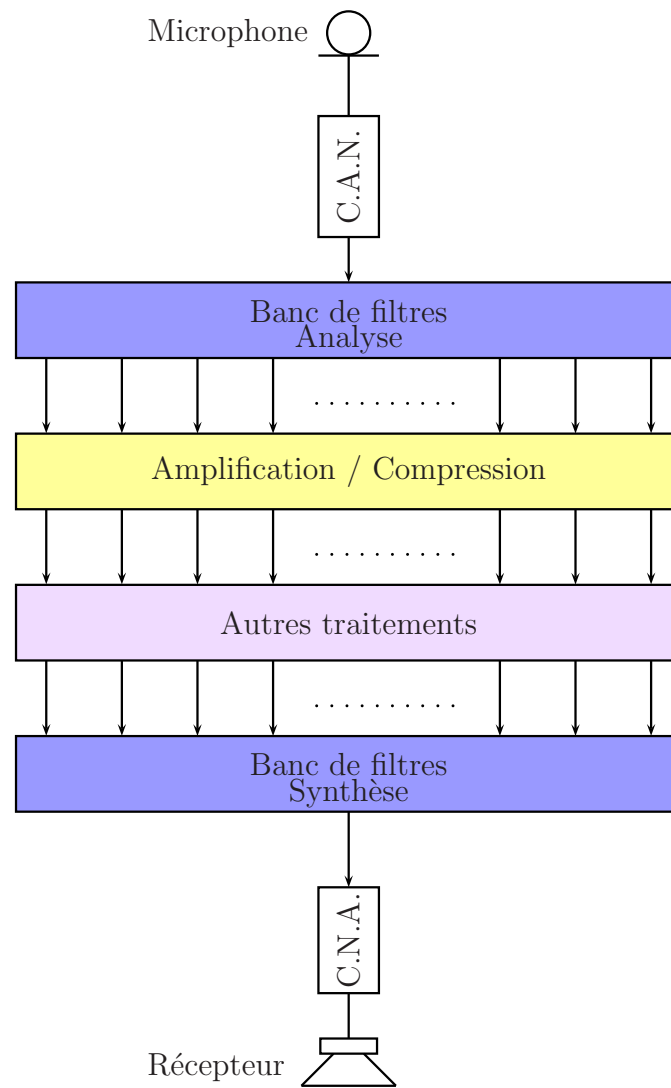 Microphone
C.A.N.
Banc de filtres
Analyse
..........
Amplification / Compression
..........
Autres traitements
..........
Banc de filtres
Synthèse
C.N.A.
Récepteur